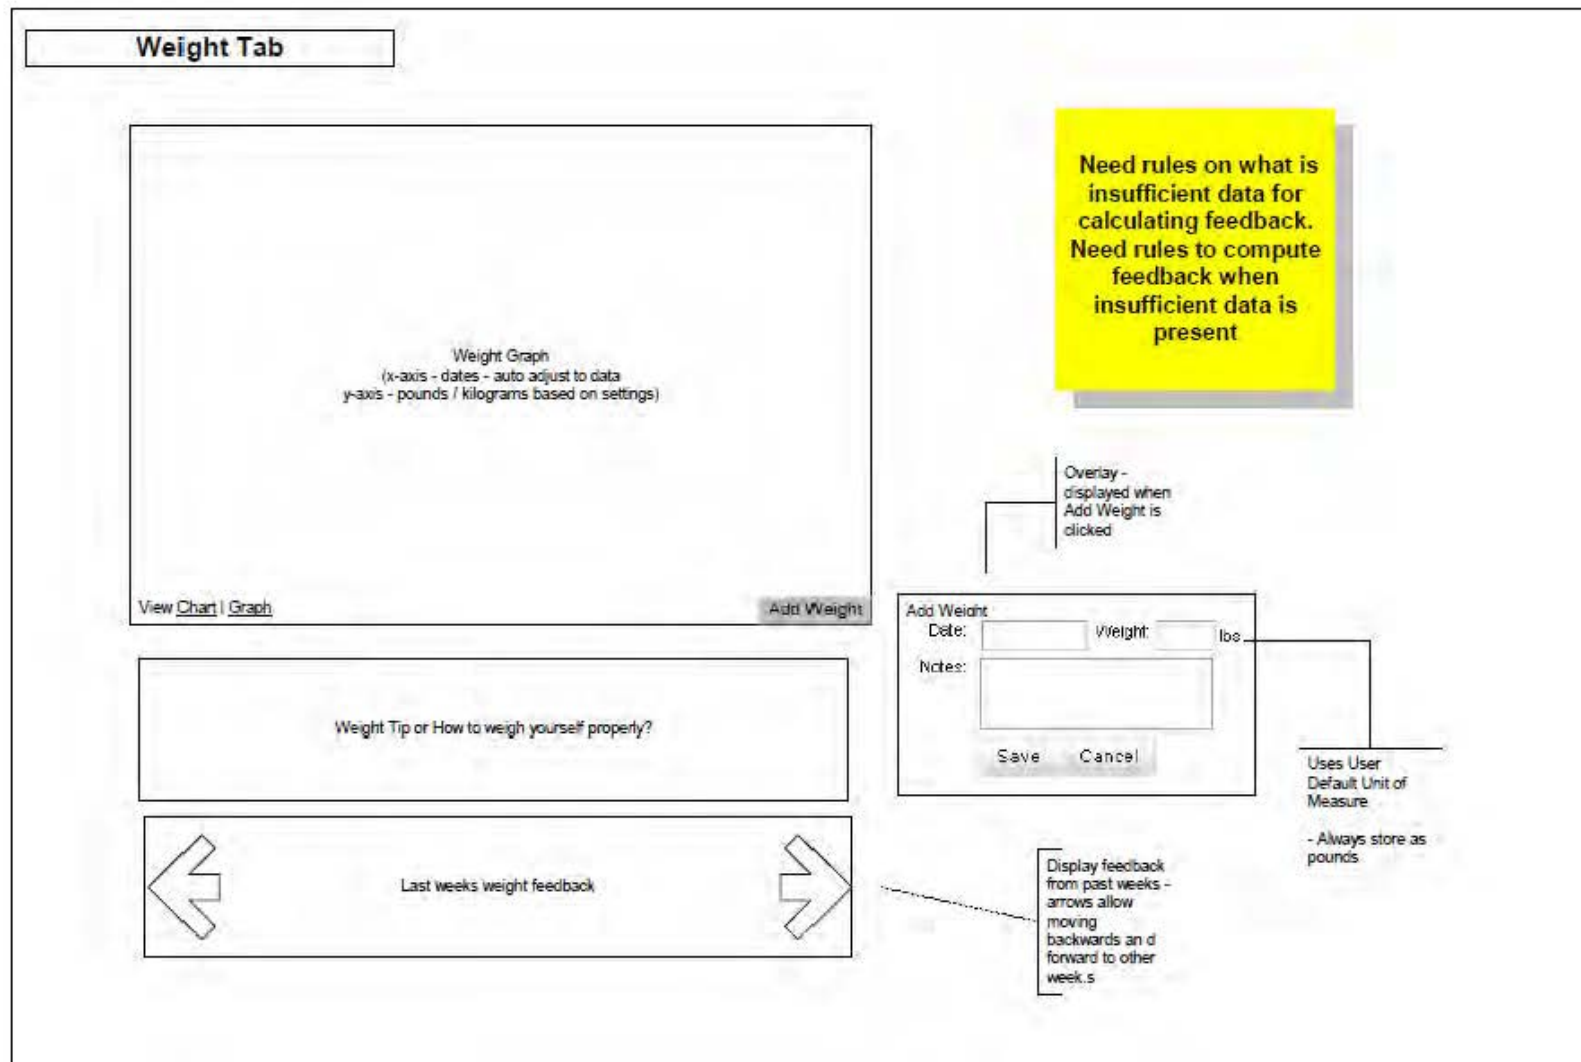 Weight Tab
Need rules on what is
insufficient data for
calculating feedback.
Need rules to compute
feedback when
insufficient data is
present
Weight Graph
(x-axis - dates - auto adjust to data
y-axis - pounds / kilograms based on settings)
View Chart | Graph
Add Weight
Overlay -
displayed when
Add Weight is
clicked
Add Weight
Date:
Weight:
lbs
Notes:
Save
Cancel
Uses User
Default Unit of
Measure
- Always store as
pounds
Weight Tip or How to weigh yourself properly?
Last weeks weight feedback
Display feedback
from past weeks -
arrows allow
moving
backwards an d
forward to other
week.s